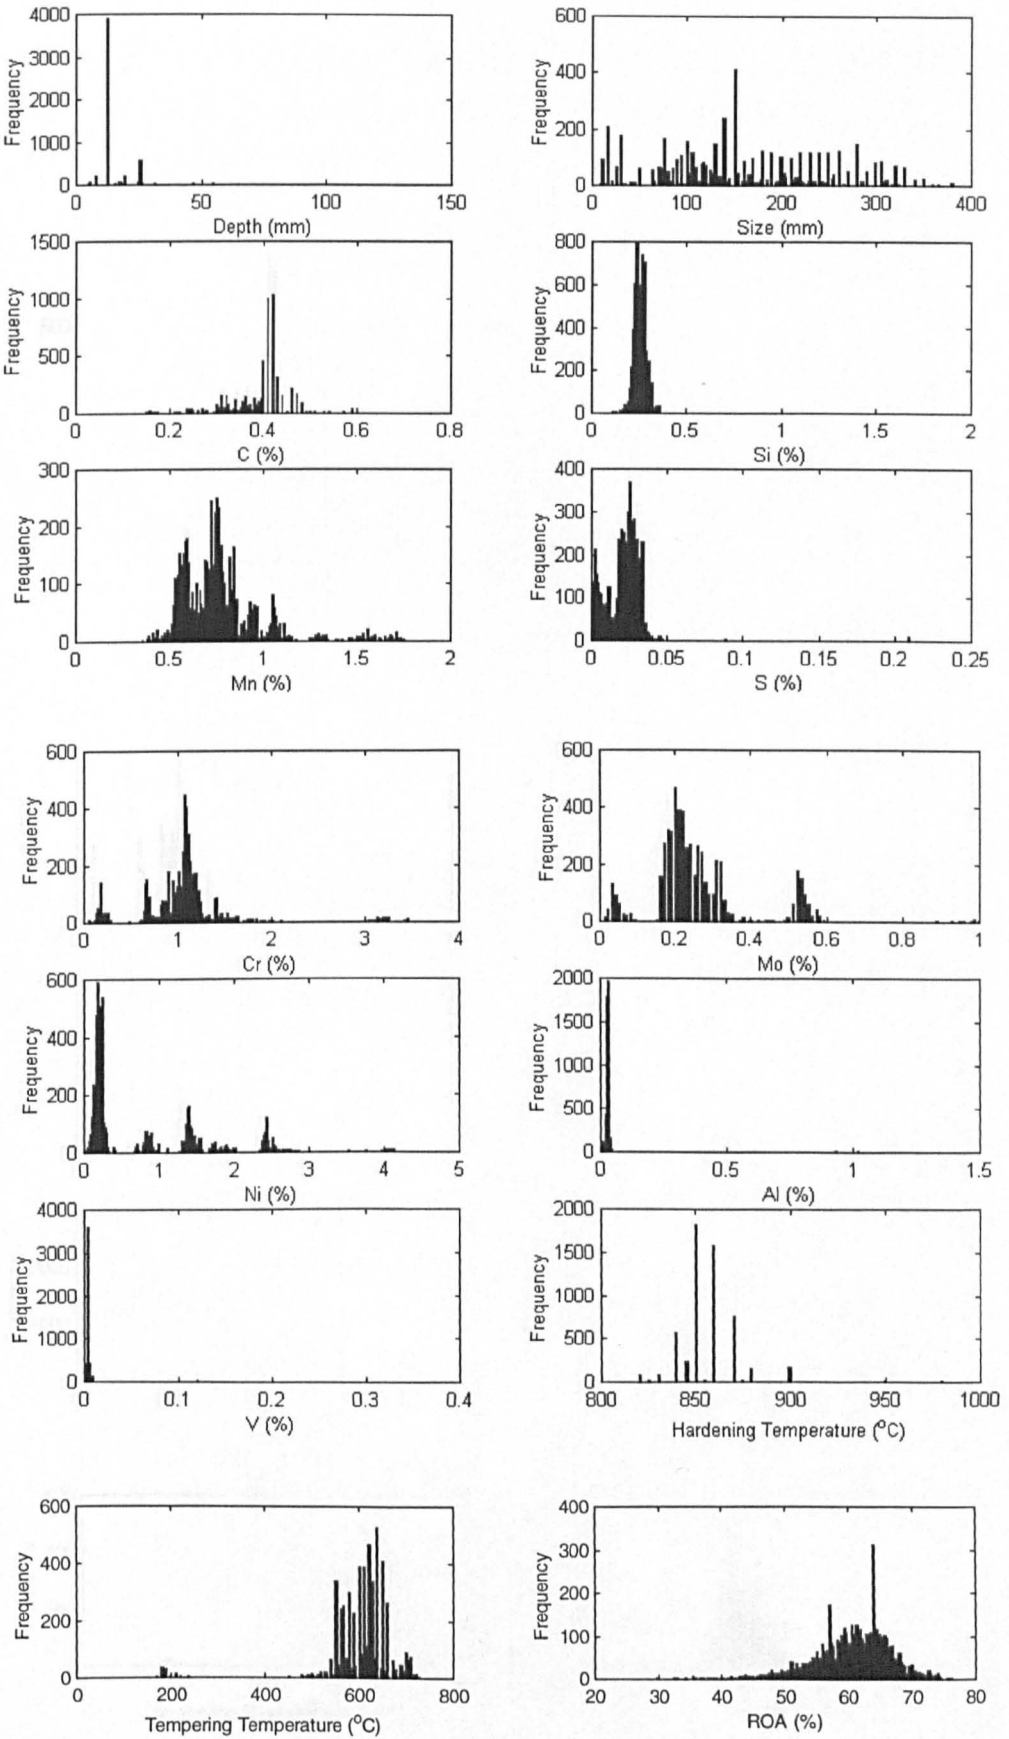 4000
3000
2000
1000
0
Frequency
0 50 100 150
Depth (mm)
600
400
200
0
Frequency
0 100 200 300 400
Size (mm)
1500
1000
500
0
Frequency
0 0.2 0.4 0.6 0.8
C (%)
800
600
400
200
0
Frequency
0 0.5 1 1.5 2
Si (%)
300
200
100
0
Frequency
0 0.5 1 1.5 2
Mn (%)
400
300
200
100
0
Frequency
0 0.05 0.1 0.15 0.2 0.25
S (%)
600
400
200
0
Frequency
0 1 2 3 4
Cr (%)
600
400
200
0
Frequency
0 0.2 0.4 0.6 0.8 1
Mo (%)
600
400
200
0
Frequency
0 1 2 3 4 5
Ni (%)
2000
1500
1000
500
0
Frequency
0 0.5 1 1.5
Al (%)
4000
3000
2000
1000
0
Frequency
0 0.1 0.2 0.3 0.4
V (%)
2000
1500
1000
500
0
Frequency
800 850 900 950 1000
Hardening Temperature (°C)
600
400
200
0
Frequency
0 200 400 600 800
Tempering Temperature (°C)
400
300
200
100
0
Frequency
20 30 40 50 60 70 80
ROA (%)